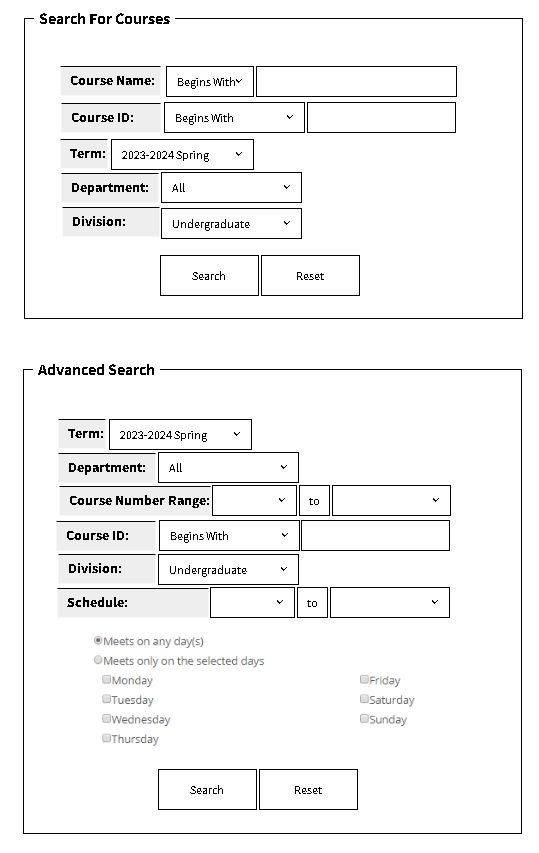 Search For Courses
Course Name: Begins With
Course ID: Begins With
Term: 2023-2024 Spring
Department: All
Division: Undergraduate
Search Reset
Advanced Search
Term: 2023-2024 Spring
Department: All
Course Number Range: to
Course ID: Begins With
Division: Undergraduate
Schedule: to
Meets on any day(s)
Meets only on the selected days
Monday Friday
Tuesday Saturday
Wednesday Sunday
Thursday
Search Reset